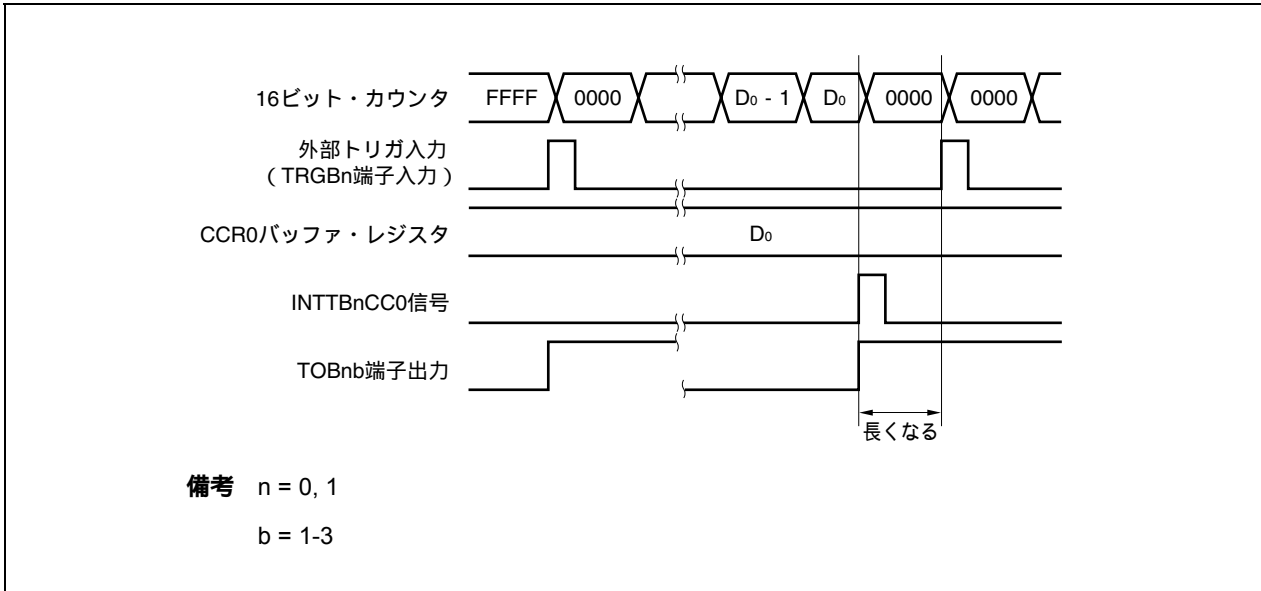 16ビット・カウンタ FFFF 0000 D0 - 1 D0 0000 0000
外部トリガ入力
(TRGBn端子入力)
CCR0バッファ・レジスタ D0
INTTBnCC0信号
TOBnb端子出力
長くなる
備考 n = 0, 1
b = 1-3